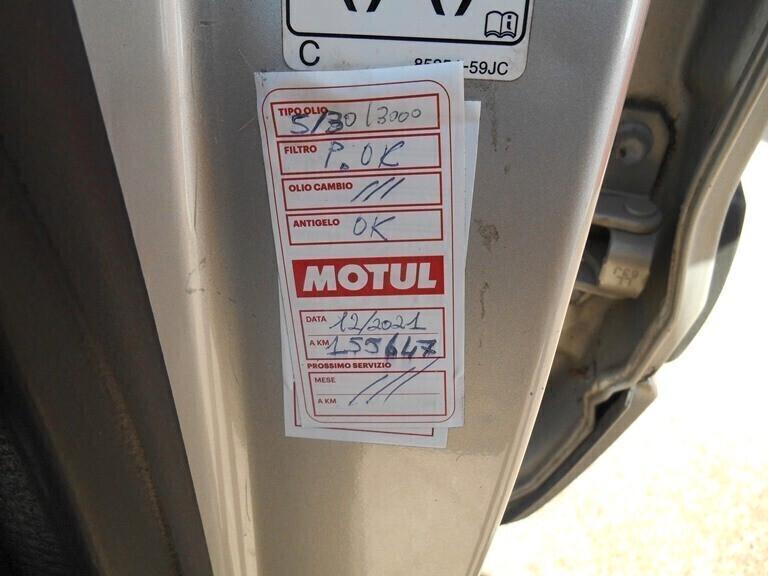 C
-59JC
TIPO OLIO 5/30/3000
FILTRO P. OK
OLIO CAMBIO ///
ANTIGELO OK
MOTUL
DATA 12/2021
A KM 155647
PROSSIMO SERVIZIO
MESE ///
A KM